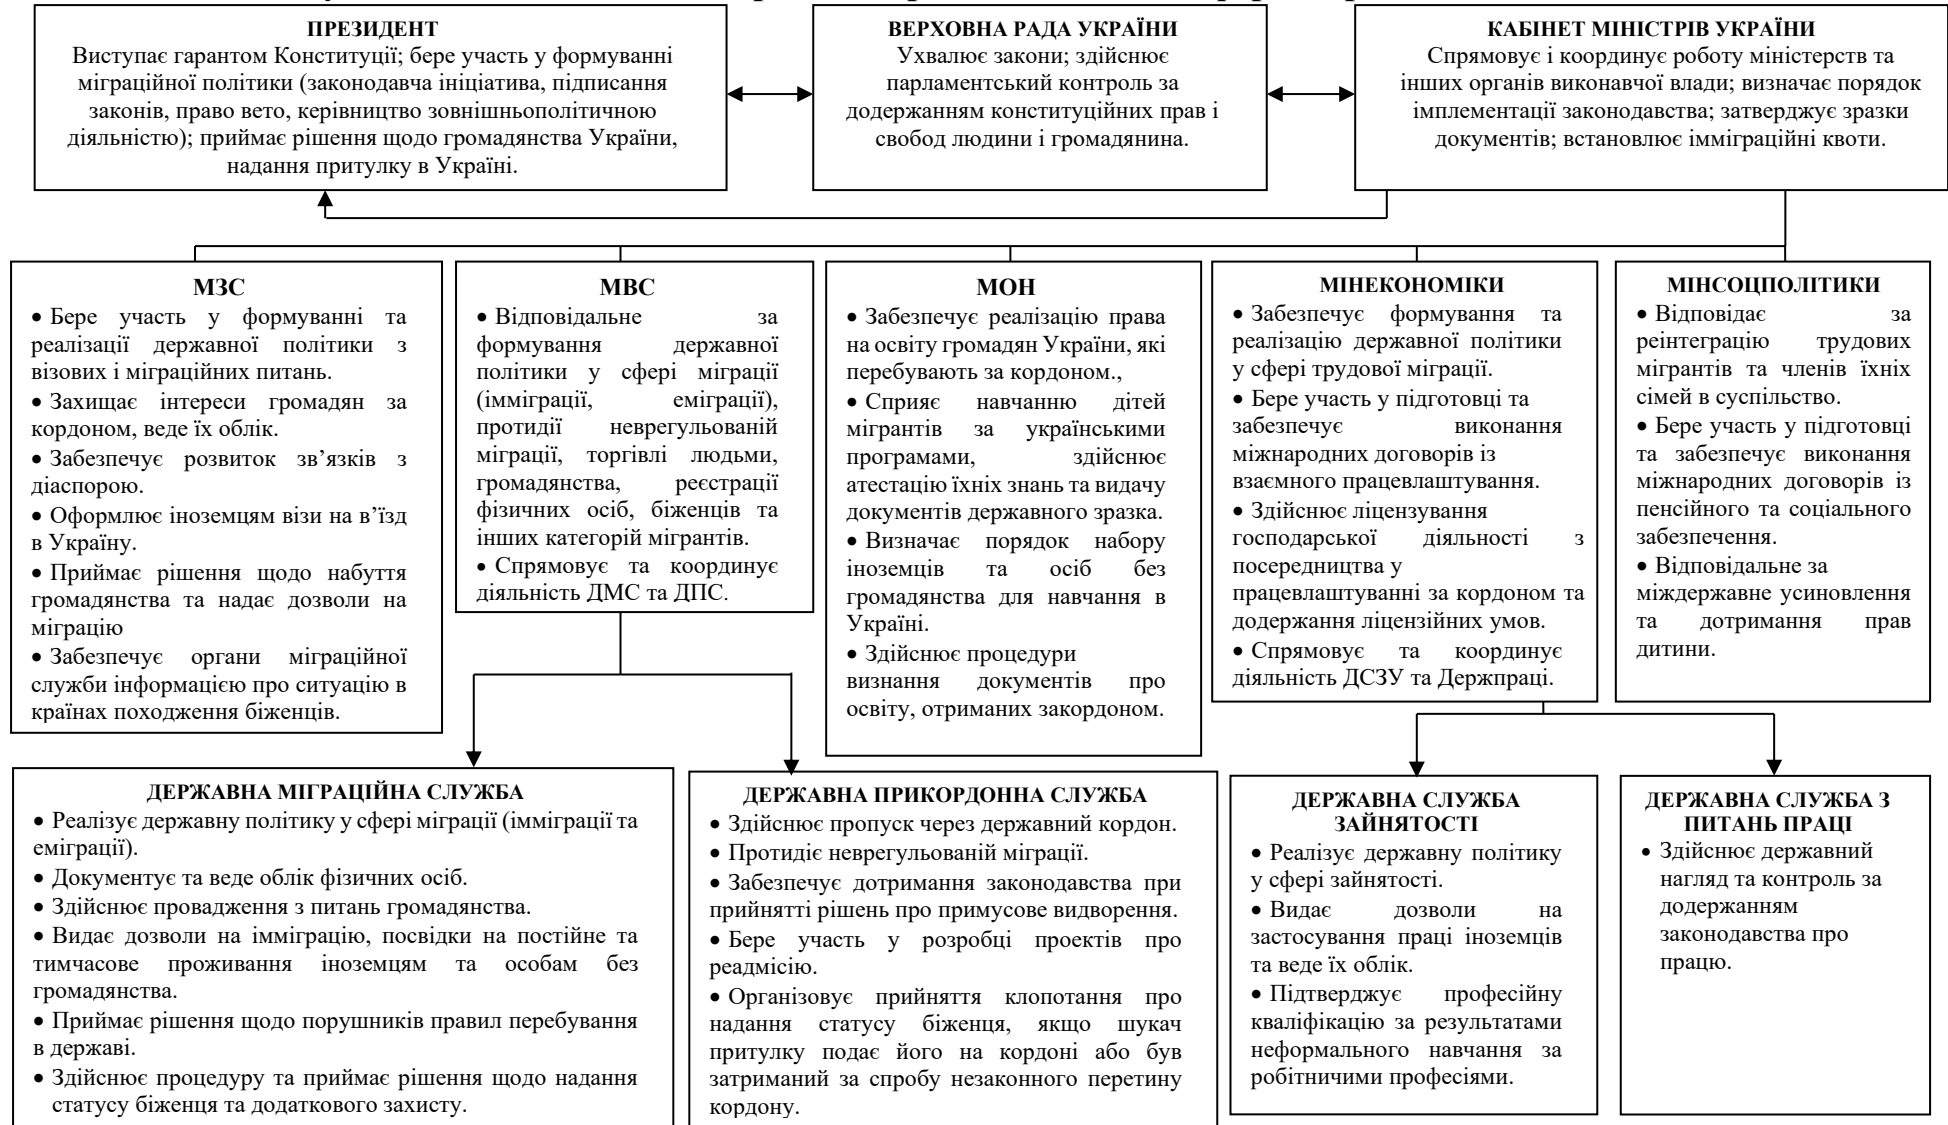 ПРЕЗИДЕНТ
Виступає гарантом Конституції; бере участь у формуванні
міграційної політики (законодавча ініціатива, підписання
законів, право вето, керівництво зовнішньополітичною
діяльністю); приймає рішення щодо громадянства України,
надання притулку в Україні.
ВЕРХОВНА РАДА УКРАЇНИ
Ухвалює закони; здійснює
парламентський контроль за
додержанням конституційних прав і
свобод людини і громадянина.
КАБІНЕТ МІНІСТРІВ УКРАЇНИ
Спрямовує і координує роботу міністерств та
інших органів виконавчої влади; визначає порядок
імплементації законодавства; затверджує зразки
документів; встановлює імміграційні квоти.
МЗС
• Бере участь у формуванні та
реалізації державної політики з
візових і міграційних питань.
• Захищає інтереси громадян за
кордоном, веде їх облік.
• Забезпечує розвиток зв’язків з
діаспорою.
• Оформлює іноземцям візи на в’їзд
в Україну.
• Приймає рішення щодо набуття
громадянства та надає дозволи на
міграцію
• Забезпечує органи міграційної
служби інформацією про ситуацію в
країнах походження біженців.
МВС
• Відповідальне за
формування державної
політики у сфері міграції
(імміграції, еміграції),
протидії неврегульованій
міграції, торгівлі людьми,
громадянства, реєстрації
фізичних осіб, біженців та
інших категорій мігрантів.
• Спрямовує та координує
діяльність ДМС та ДПС.
МОН
• Забезпечує реалізацію права
на освіту громадян України, які
перебувають за кордоном.,
• Сприяє навчанню дітей
мігрантів за українськими
програмами, здійснює
атестацію їхніх знань та видачу
документів державного зразка.
• Визначає порядок набору
іноземців та осіб без
громадянства для навчання в
Україні.
• Здійснює процедури
визнання документів про
освіту, отриманих закордоном.
МІНЕКОНОМІКИ
• Забезпечує формування та
реалізацію державної політики
у сфері трудової міграції.
• Бере участь у підготовці та
забезпечує виконання
міжнародних договорів із
взаємного працевлаштування.
• Здійснює ліцензування
господарської діяльності з
посередництва у
працевлаштуванні за кордоном та
додержання ліцензійних умов.
• Спрямовує та координує
діяльність ДСЗУ та Держпраці.
МІНСОЦПОЛІТИКИ
• Відповідає за
реінтеграцію трудових
мігрантів та членів їхніх
сімей в суспільство.
• Бере участь у підготовці
та забезпечує виконання
міжнародних договорів із
пенсійного та соціального
забезпечення.
• Відповідальне за
міждержавне усиновлення
та дотримання прав
дитини.
ДЕРЖАВНА МІГРАЦІЙНА СЛУЖБА
• Реалізує державну політику у сфері міграції (імміграції та
еміграції).
• Документує та веде облік фізичних осіб.
• Здійснює провадження з питань громадянства.
• Видає дозволи на імміграцію, посвідки на постійне та
тимчасове проживання іноземцям та особам без
громадянства.
• Приймає рішення щодо порушників правил перебування
в державі.
• Здійснює процедуру та приймає рішення щодо надання
статусу біженця та додаткового захисту.
ДЕРЖАВНА ПРИКОРДОННА СЛУЖБА
• Здійснює пропуск через державний кордон.
• Протидіє неврегульованій міграції.
• Забезпечує дотримання законодавства при
прийнятті рішень про примусове видворення.
• Бере участь у розробці проектів про
реадмісію.
• Організовує прийняття клопотання про
надання статусу біженця, якщо шукач
притулку подає його на кордоні або був
затриманий за спробу незаконного перетину
кордону.
ДЕРЖАВНА СЛУЖБА
ЗАЙНЯТОСТІ
• Реалізує державну політику
у сфері зайнятості.
• Видає дозволи на
застосування праці іноземців
та веде їх облік.
• Підтверджує професійну
кваліфікацію за результатами
неформального навчання за
робітничими професіями.
ДЕРЖАВНА СЛУЖБА З
ПИТАНЬ ПРАЦІ
• Здійснює державний
нагляд та контроль за
додержанням
законодавства про
працю.